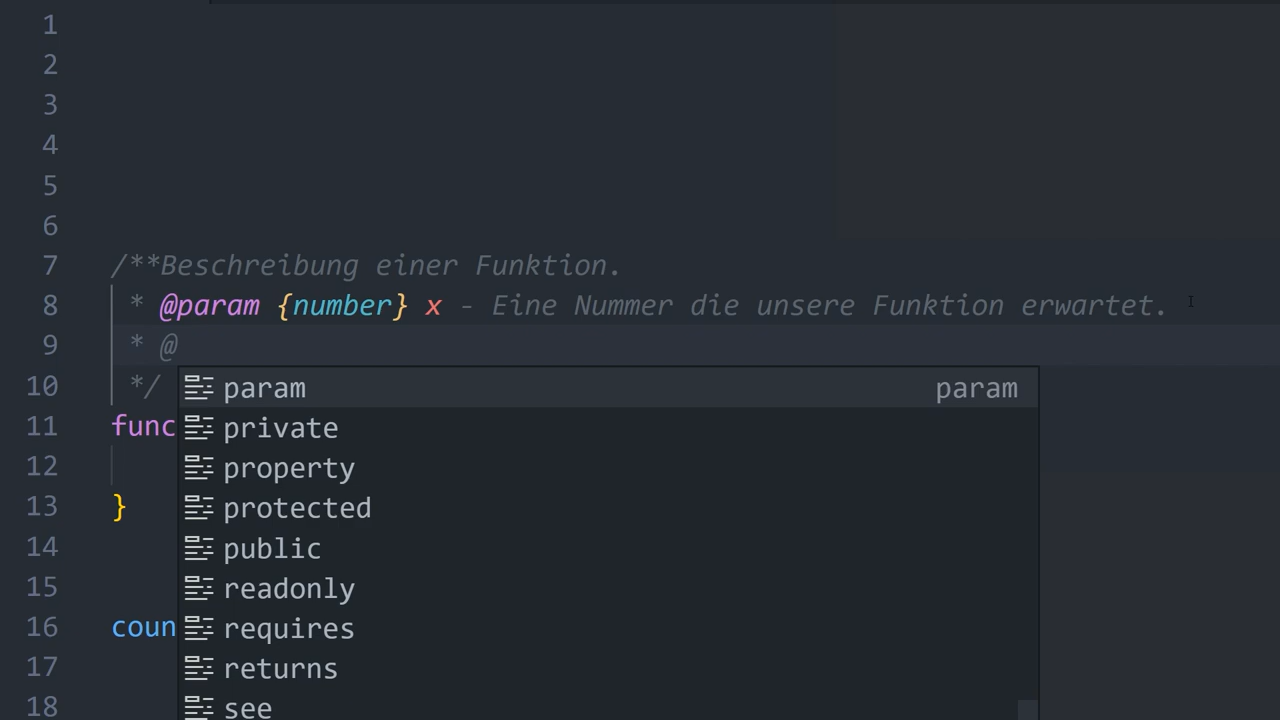 1
2
3
4
5
6
7 /**Beschreibung einer Funktion.
8 * @param {number} x - Eine Nummer die unsere Funktion erwartet.
9 * @
10 */ param param
11 func private
12 property
13 } protected
14 public
15 readonly
16 coun requires
17 returns
18 see